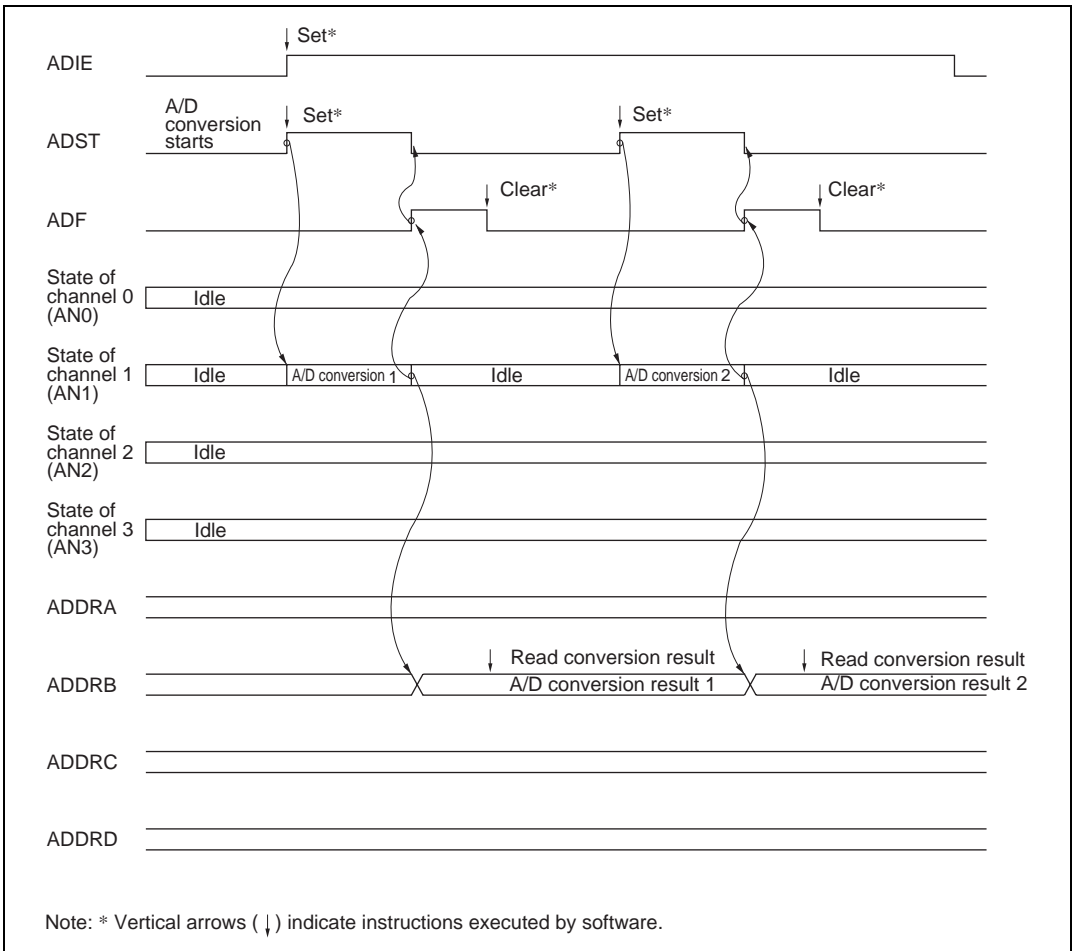 Set*
ADIE
A/D
conversion
starts
Set*
Set*
ADST
Clear*
Clear*
ADF
State of
channel 0
(AN0)
Idle
State of
channel 1
(AN1)
Idle
A/D conversion 1
Idle
A/D conversion 2
Idle
State of
channel 2
(AN2)
Idle
State of
channel 3
(AN3)
Idle
ADDRA
Read conversion result
Read conversion result
ADDRB
A/D conversion result 1
A/D conversion result 2
ADDRC
ADDRD
Note: * Vertical arrows (↓) indicate instructions executed by software.